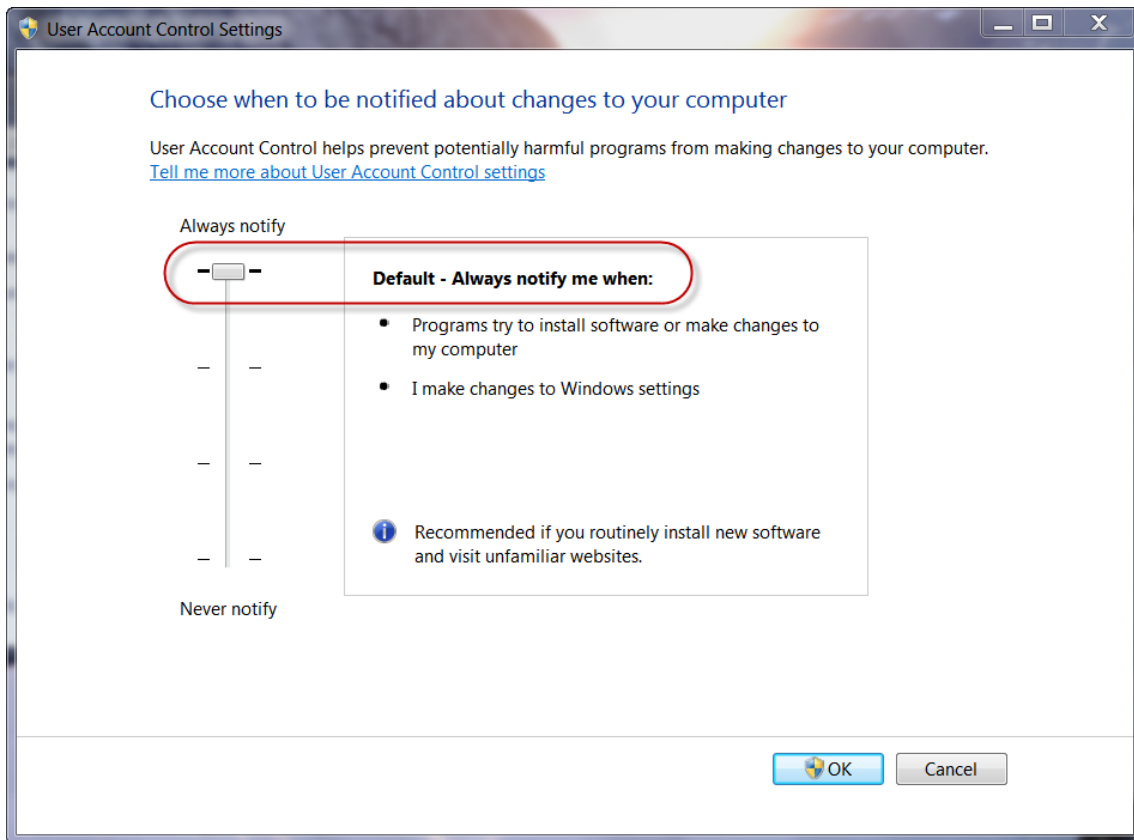 User Account Control Settings
Choose when to be notified about changes to your computer
User Account Control helps prevent potentially harmful programs from making changes to your computer.
Tell me more about User Account Control settings
Always notify
Default - Always notify me when:
Programs try to install software or make changes to
my computer
I make changes to Windows settings
Recommended if you routinely install new software
and visit unfamiliar websites.
Never notify
OK
Cancel